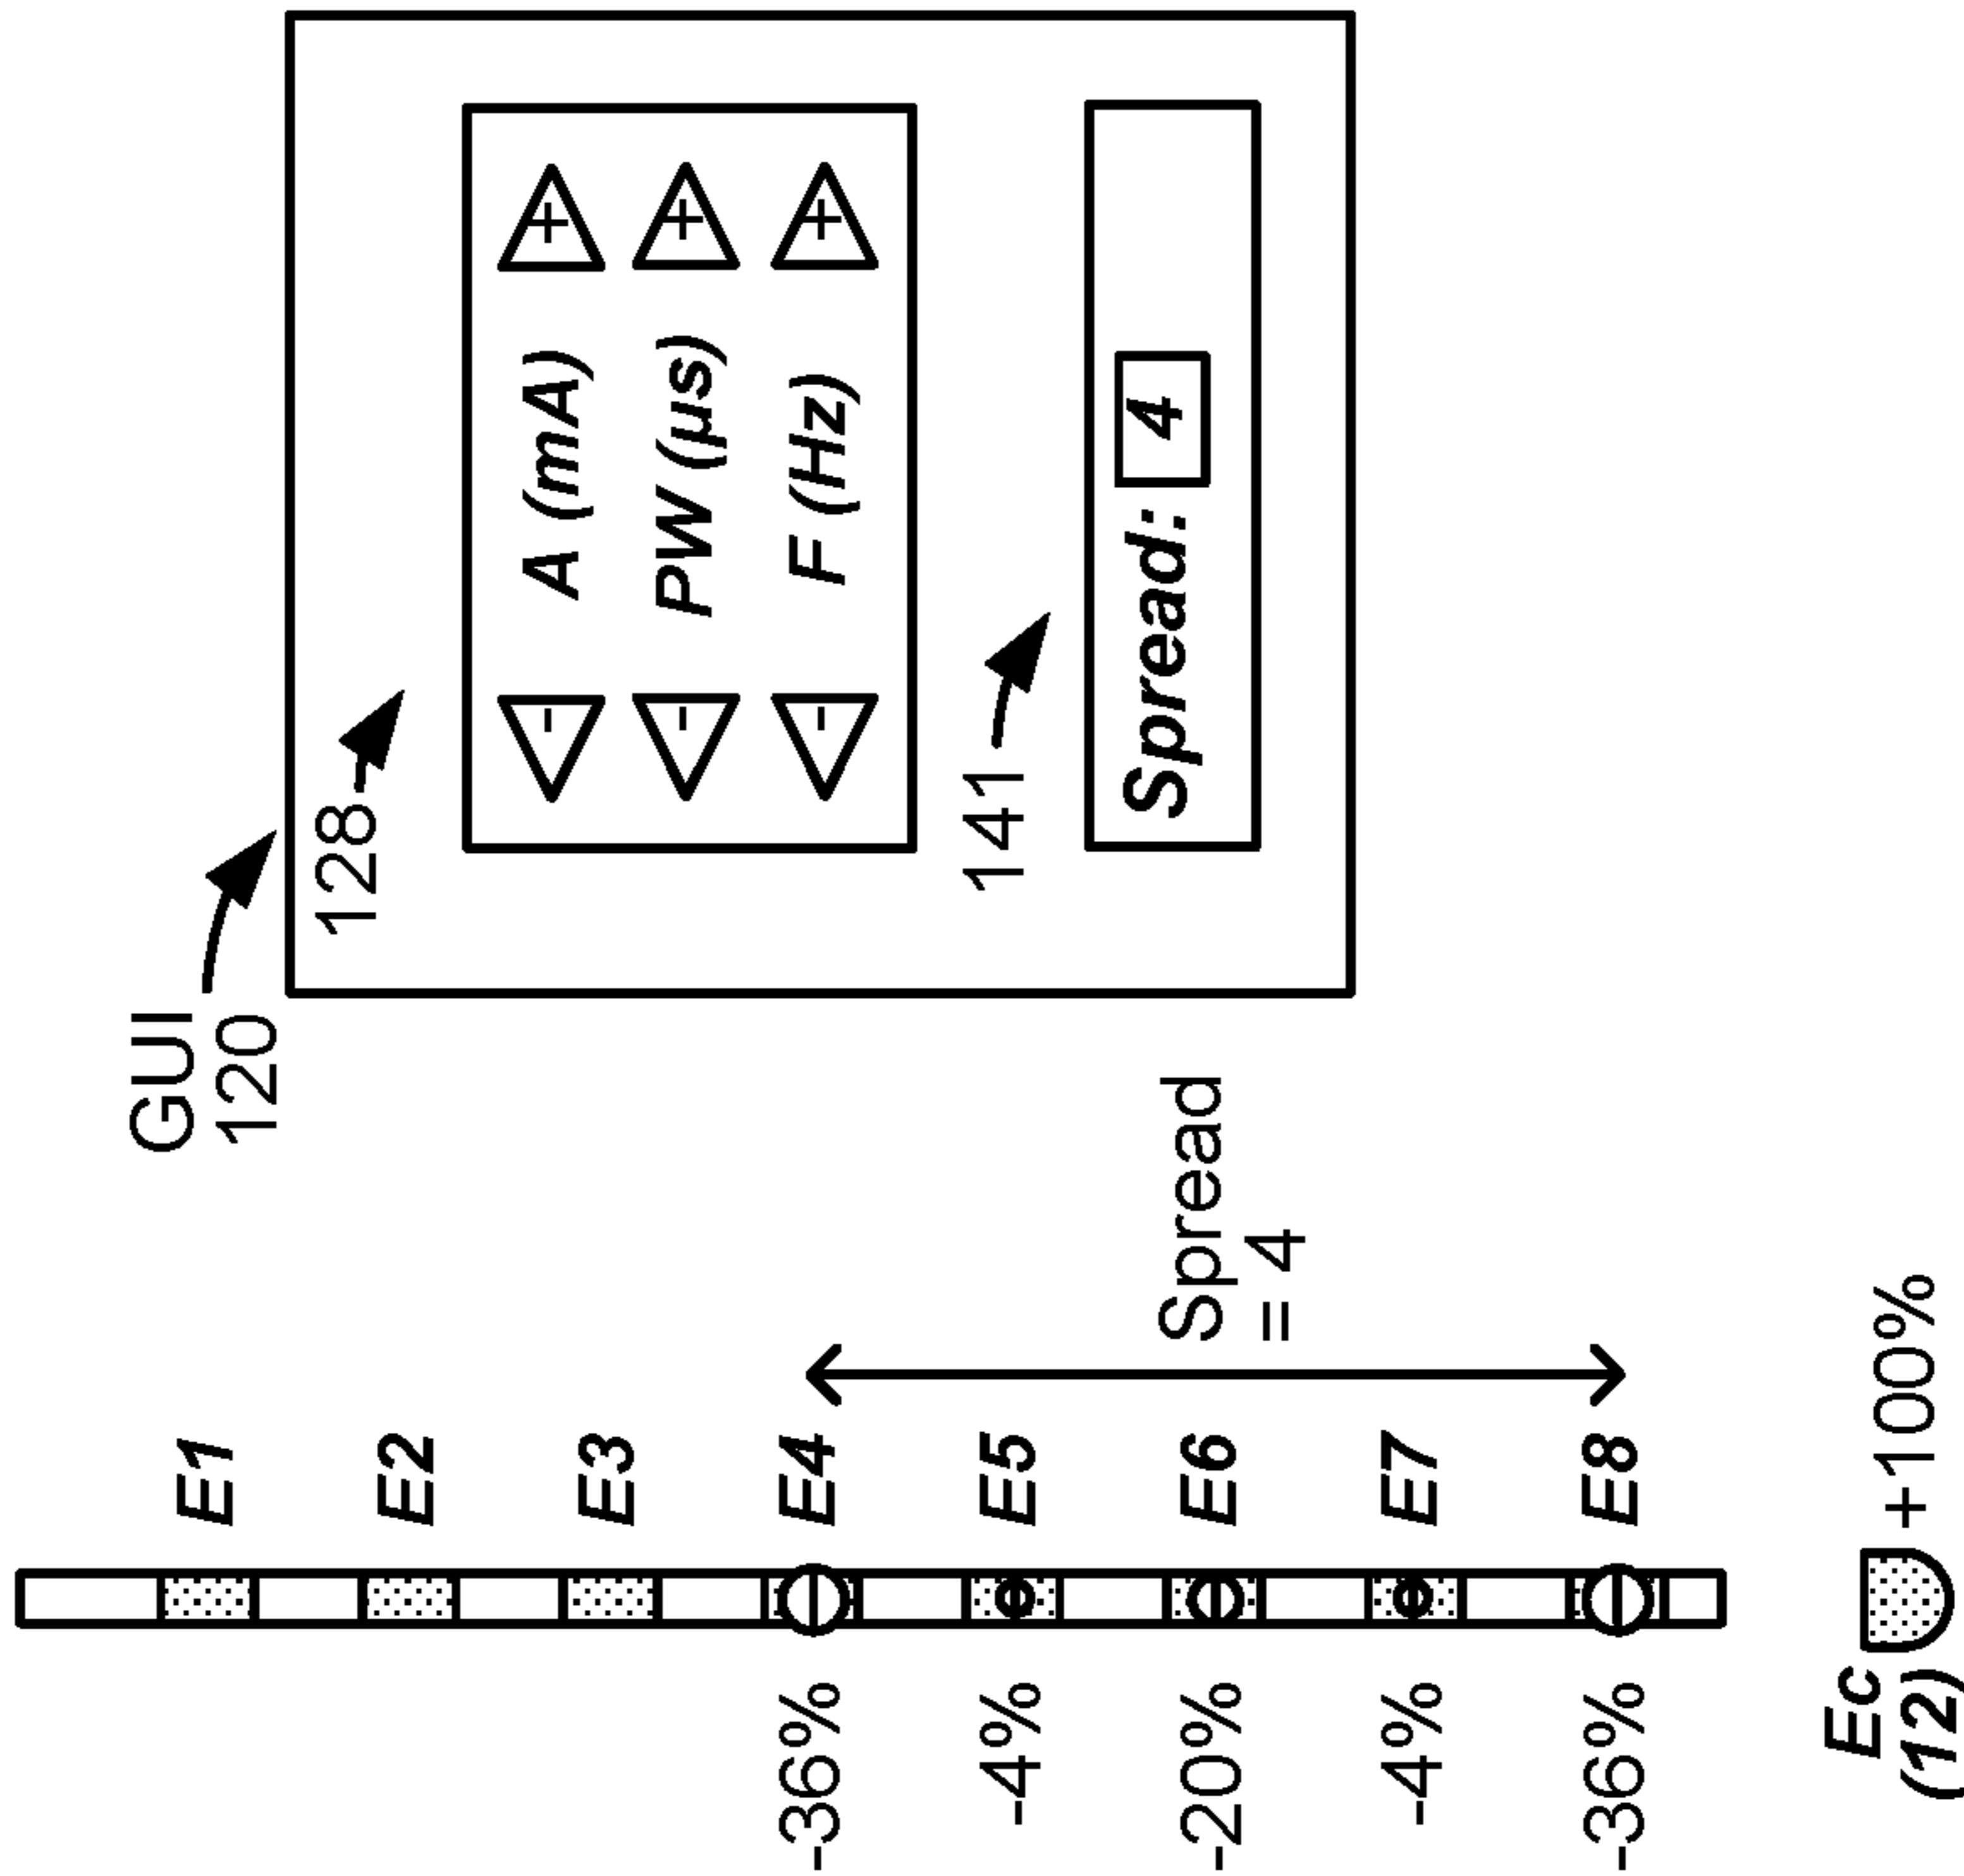 GUI
120
128
- A (mA) +
- PW (µs) +
- F (Hz) +
141
Spread: 4
E1
E2
E3
-36% E4
-4% E5
-20% E6
-4% E7
-36% E8
Spread
= 4
Ec
(12)
+100%